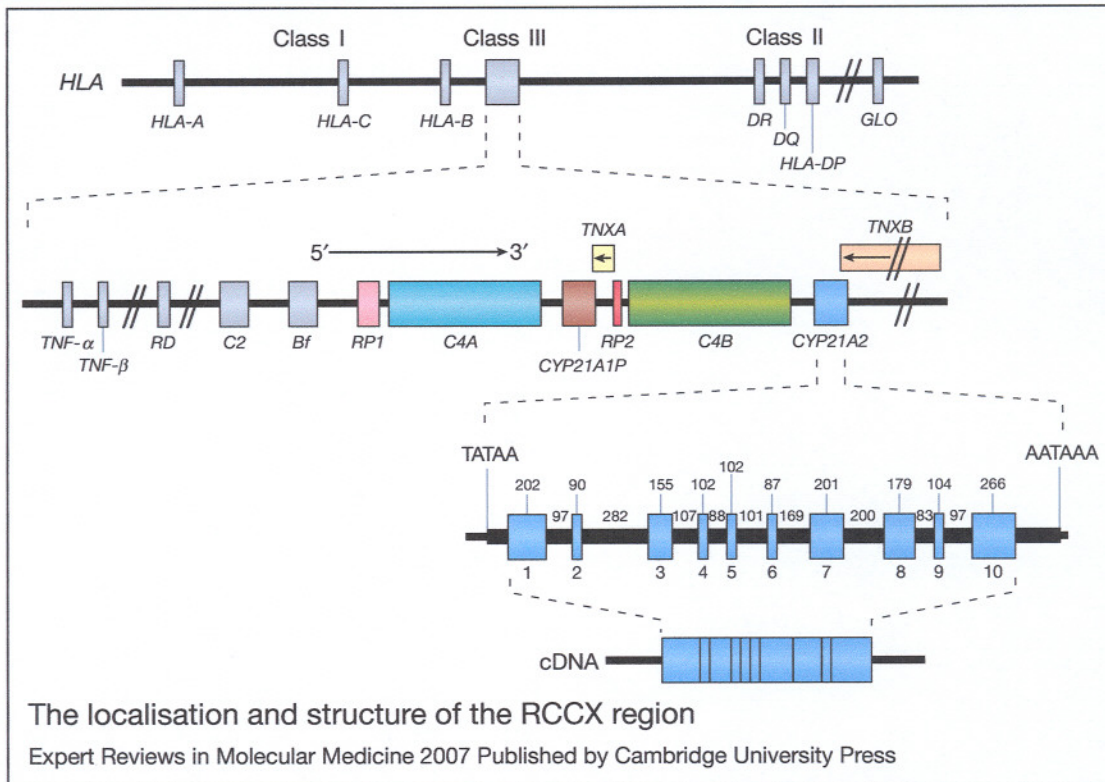 Class I Class III Class II
HLA
HLA-A HLA-C HLA-B DR DQ HLA-DP GLO
TNXA TNXB
5′ 3′
TNF-α TNF-β RD C2 Bf RP1 C4A CYP21A1P RP2 C4B CYP21A2
TATAA AATAAA
202 90 155 102 102 87 201 179 104 266
97 282 107 88 101 169 200 83 97
1 2 3 4 5 6 7 8 9 10
cDNA
The localisation and structure of the RCCX region
Expert Reviews in Molecular Medicine 2007 Published by Cambridge University Press